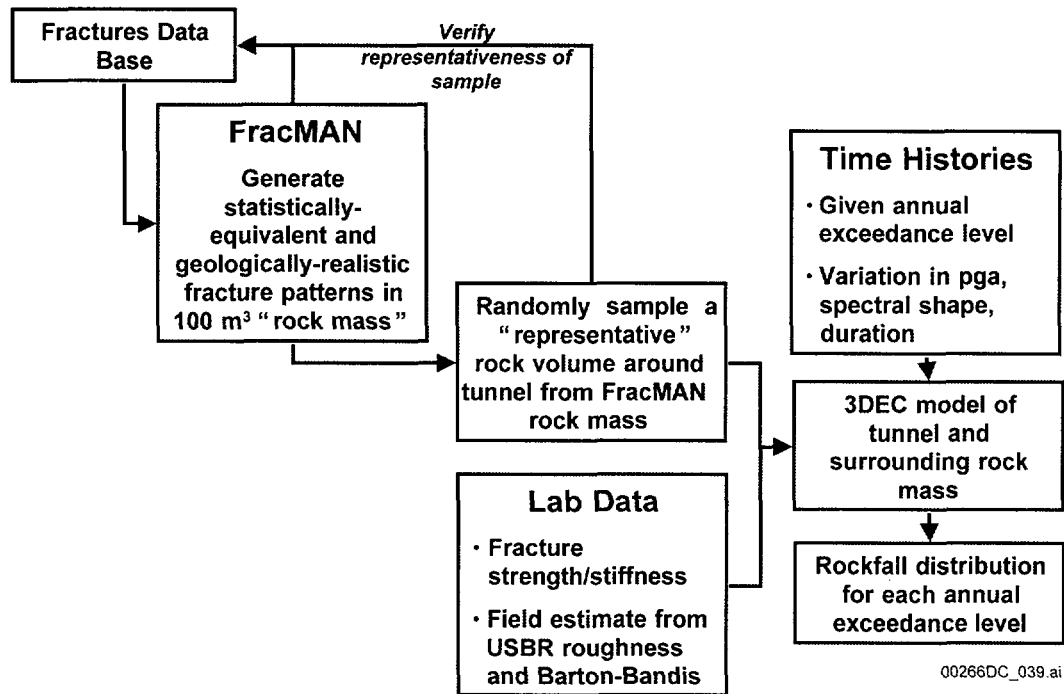 Fractures Data
Base
Verify
representativeness of
sample
FracMAN
Generate
statistically-
equivalent and
geologically-realistic
fracture patterns in
100 m³ “rock mass”
Randomly sample a
“representative”
rock volume around
tunnel from FracMAN
rock mass
Lab Data
· Fracture
strength/stiffness
· Field estimate from
USBR roughness
and Barton-Bandis
Time Histories
· Given annual
exceedance level
· Variation in pga,
spectral shape,
duration
3DEC model of
tunnel and
surrounding rock
mass
Rockfall distribution
for each annual
exceedance level
00266DC_039.ai